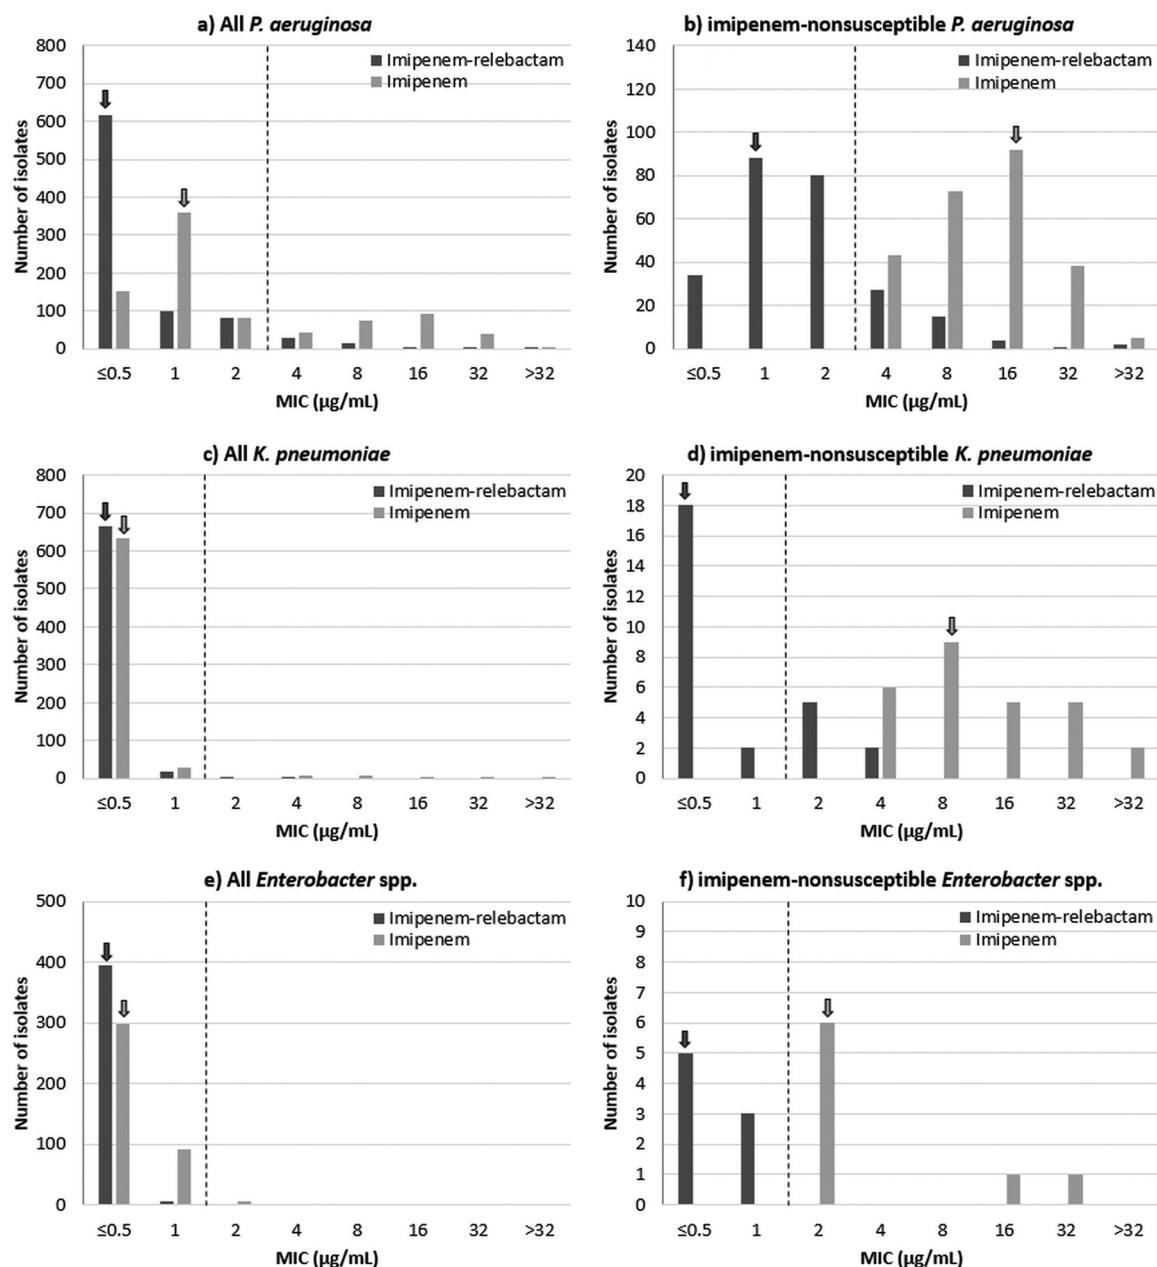 a) All P. aeruginosa
Imipenem-relebactam
Imipenem
Number of isolates
800
700
600
500
400
300
200
100
0
≤0.5 1 2 4 8 16 32 >32
MIC (µg/mL)
b) imipenem-nonsusceptible P. aeruginosa
Imipenem-relebactam
Imipenem
Number of isolates
140
120
100
80
60
40
20
0
≤0.5 1 2 4 8 16 32 >32
MIC (µg/mL)
c) All K. pneumoniae
Imipenem-relebactam
Imipenem
Number of isolates
800
700
600
500
400
300
200
100
0
≤0.5 1 2 4 8 16 32 >32
MIC (µg/mL)
d) imipenem-nonsusceptible K. pneumoniae
Imipenem-relebactam
Imipenem
Number of isolates
20
18
16
14
12
10
8
6
4
2
0
≤0.5 1 2 4 8 16 32 >32
MIC (µg/mL)
e) All Enterobacter spp.
Imipenem-relebactam
Imipenem
Number of isolates
500
400
300
200
100
0
≤0.5 1 2 4 8 16 32 >32
MIC (µg/mL)
f) imipenem-nonsusceptible Enterobacter spp.
Imipenem-relebactam
Imipenem
Number of isolates
10
9
8
7
6
5
4
3
2
1
0
≤0.5 1 2 4 8 16 32 >32
MIC (µg/mL)